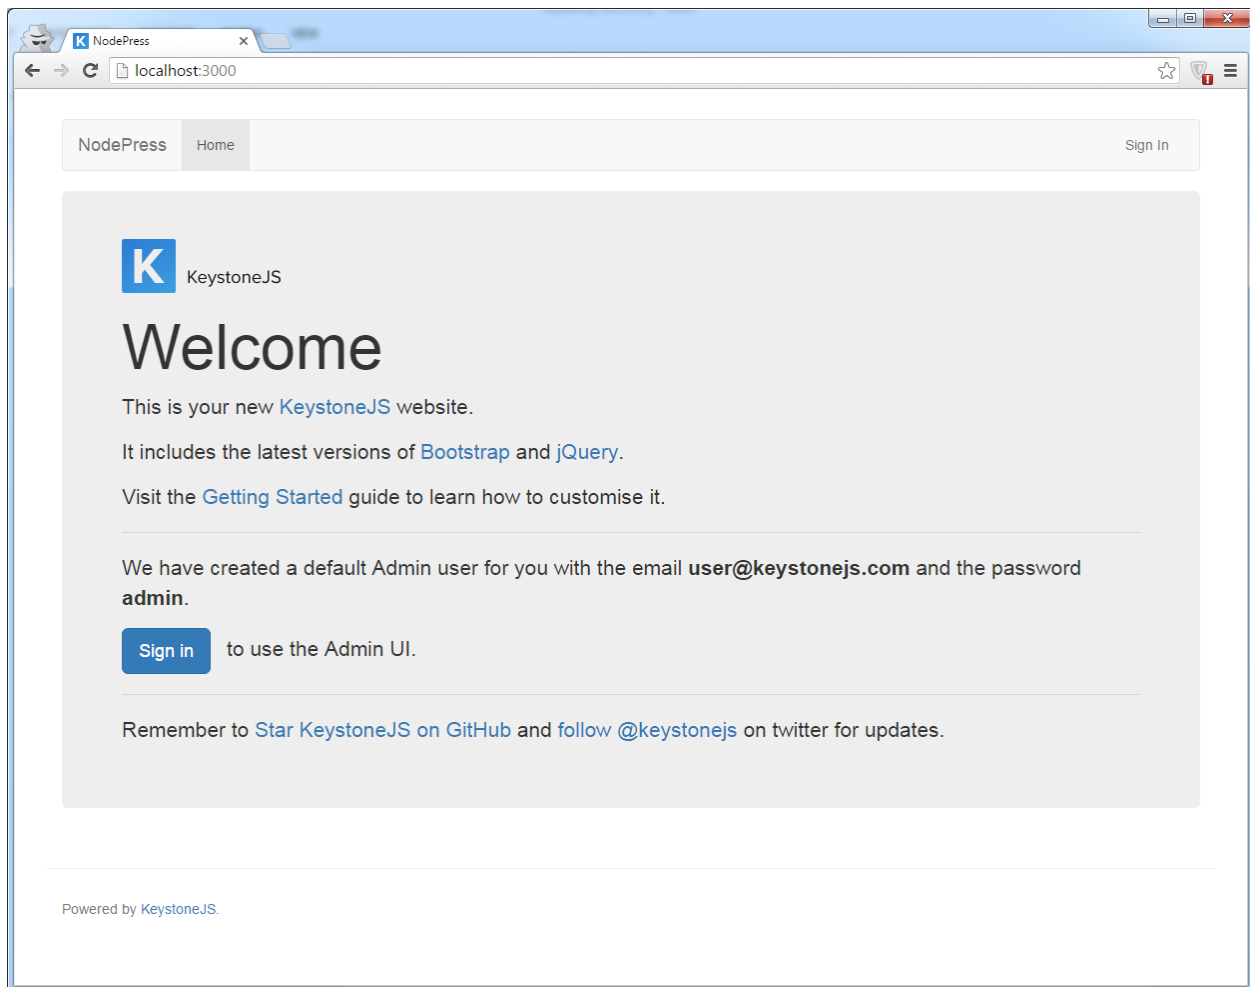 NodePress
localhost:3000
NodePress Home Sign In
K KeystoneJS
Welcome
This is your new KeystoneJS website.
It includes the latest versions of Bootstrap and jQuery.
Visit the Getting Started guide to learn how to customise it.
We have created a default Admin user for you with the email user@keystonejs.com and the password
admin.
Sign in to use the Admin UI.
Remember to Star KeystoneJS on GitHub and follow @keystonejs on twitter for updates.
Powered by KeystoneJS.